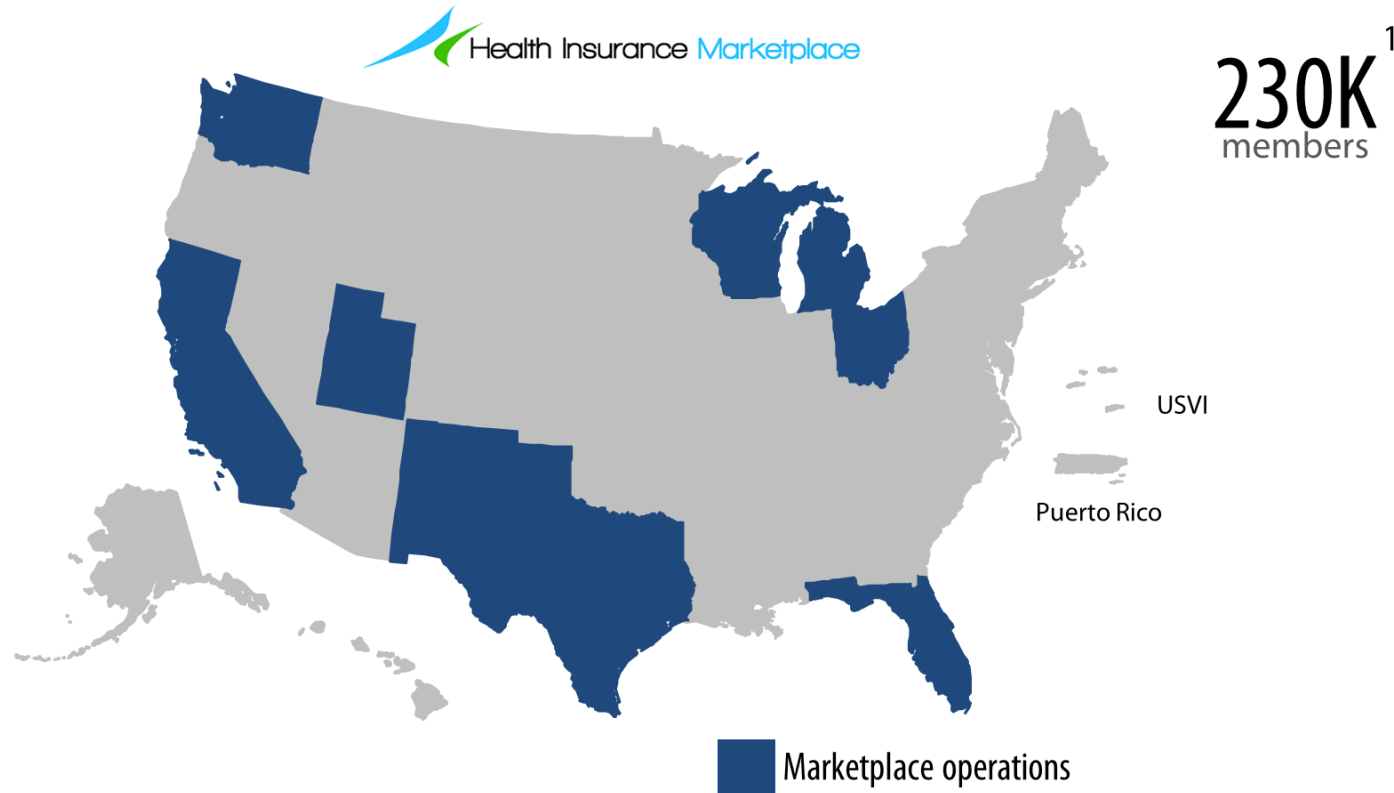 Health Insurance Marketplace
1
230K
members
USVI
Puerto Rico
Marketplace operations